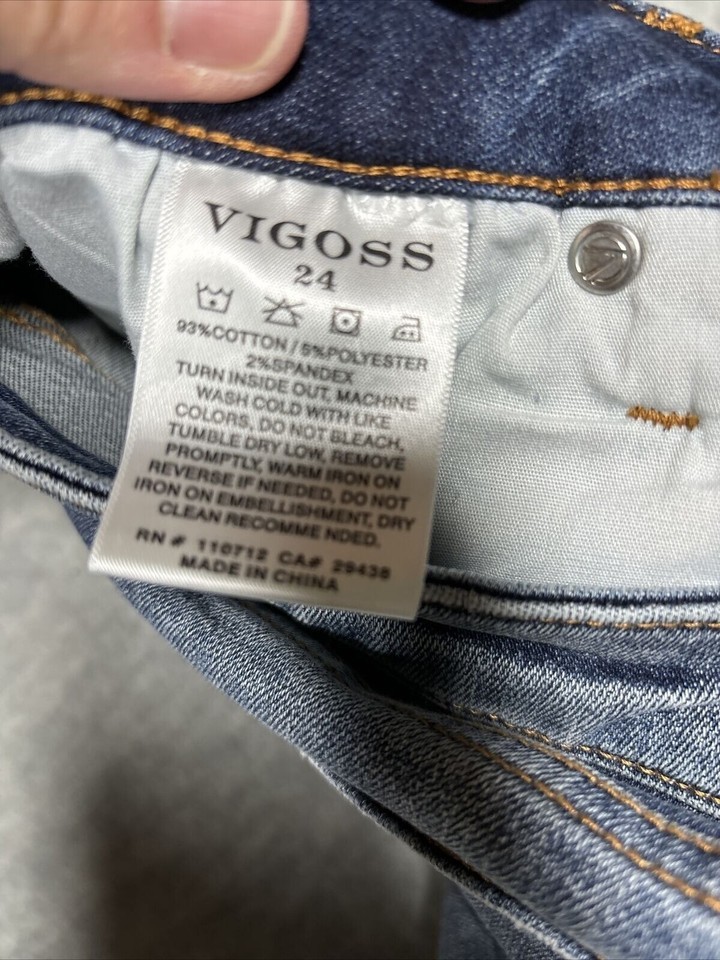 VIGOSS
24
93%COTTON / 5%POLYESTER
2%SPANDEX
TURN INSIDE OUT, MACHINE
WASH COLD WITH LIKE
COLORS, DO NOT BLEACH,
TUMBLE DRY LOW, REMOVE
PROMPTLY, WARM IRON ON
REVERSE IF NEEDED, DO NOT
IRON ON EMBELLISHMENT, DRY
CLEAN RECOMME NDED.
RN # 110712 CA# 29438
MADE IN CHINA